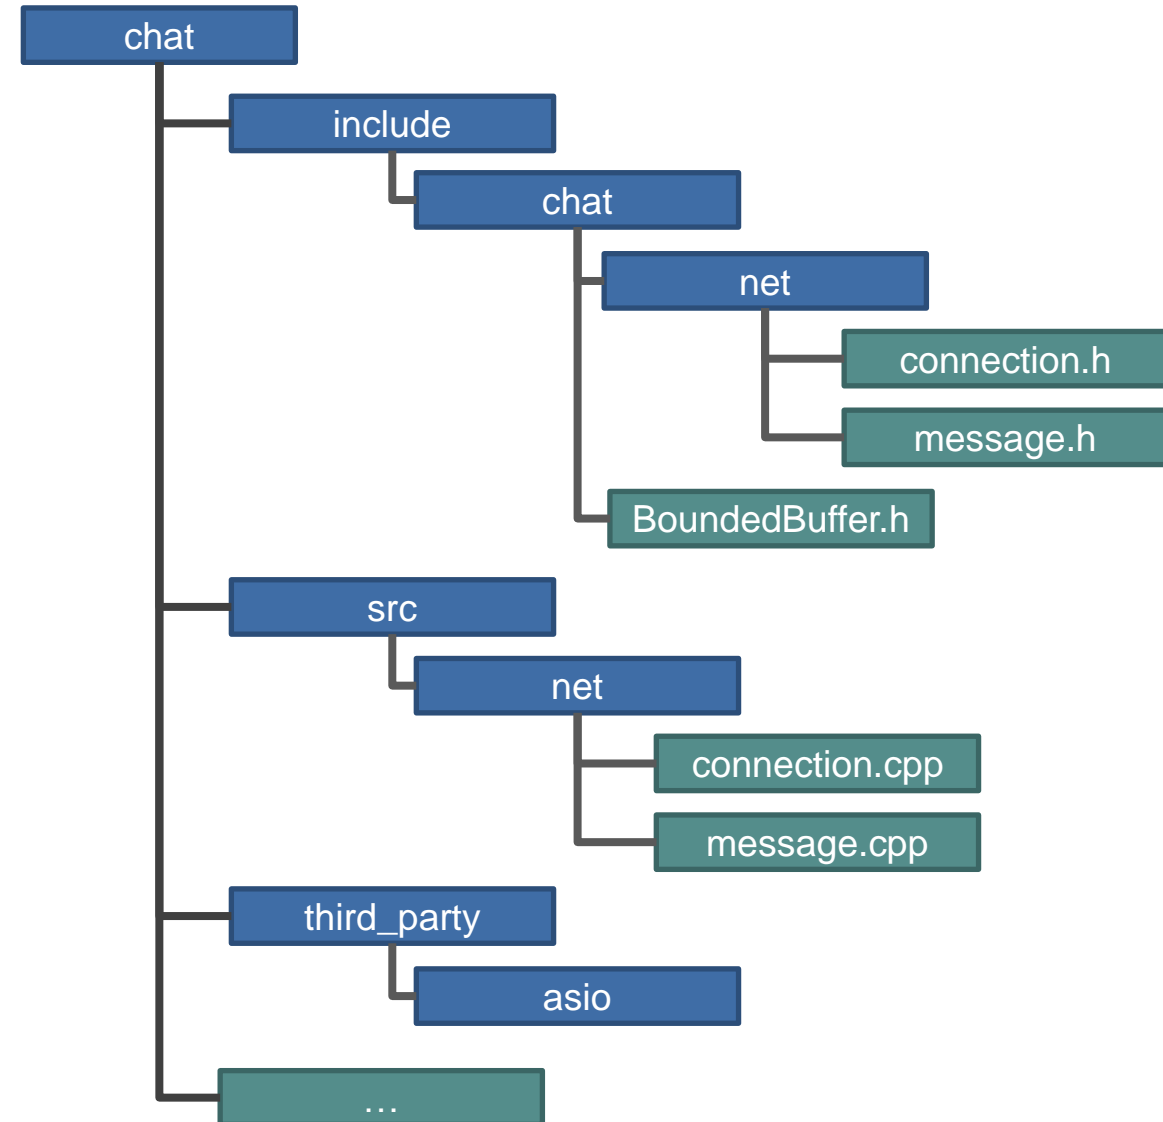 chat
include
chat
net
connection.h
message.h
BoundedBuffer.h
src
net
connection.cpp
message.cpp
third_party
asio
…